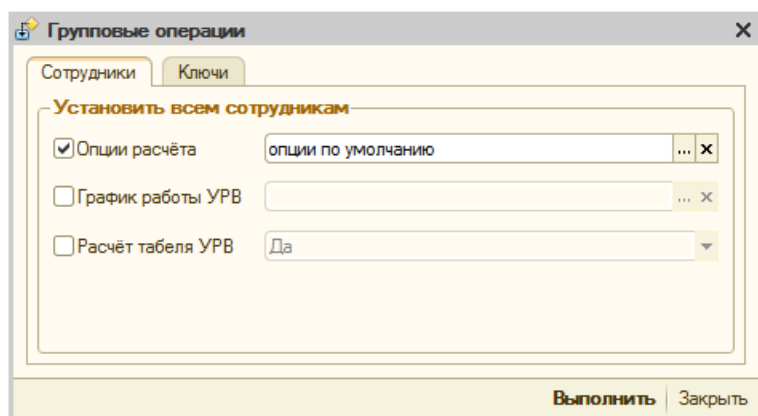 Групповые операции
Сотрудники Ключи
Установить всем сотрудникам
Опции расчёта опции по умолчанию ... x
График работы УРВ ... x
Расчёт табеля УРВ Да
Выполнить Закрыть